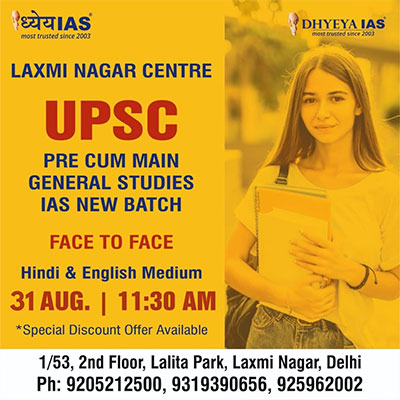 ध्येयIAS®
most trusted since 2003
DHYEYA IAS®
most trusted since 2003
LAXMI NAGAR CENTRE
UPSC
PRE CUM MAIN
GENERAL STUDIES
IAS NEW BATCH
FACE TO FACE
Hindi & English Medium
31 AUG. | 11:30 AM
*Special Discount Offer Available
1/53, 2nd Floor, Lalita Park, Laxmi Nagar, Delhi
Ph: 9205212500, 9319390656, 925962002